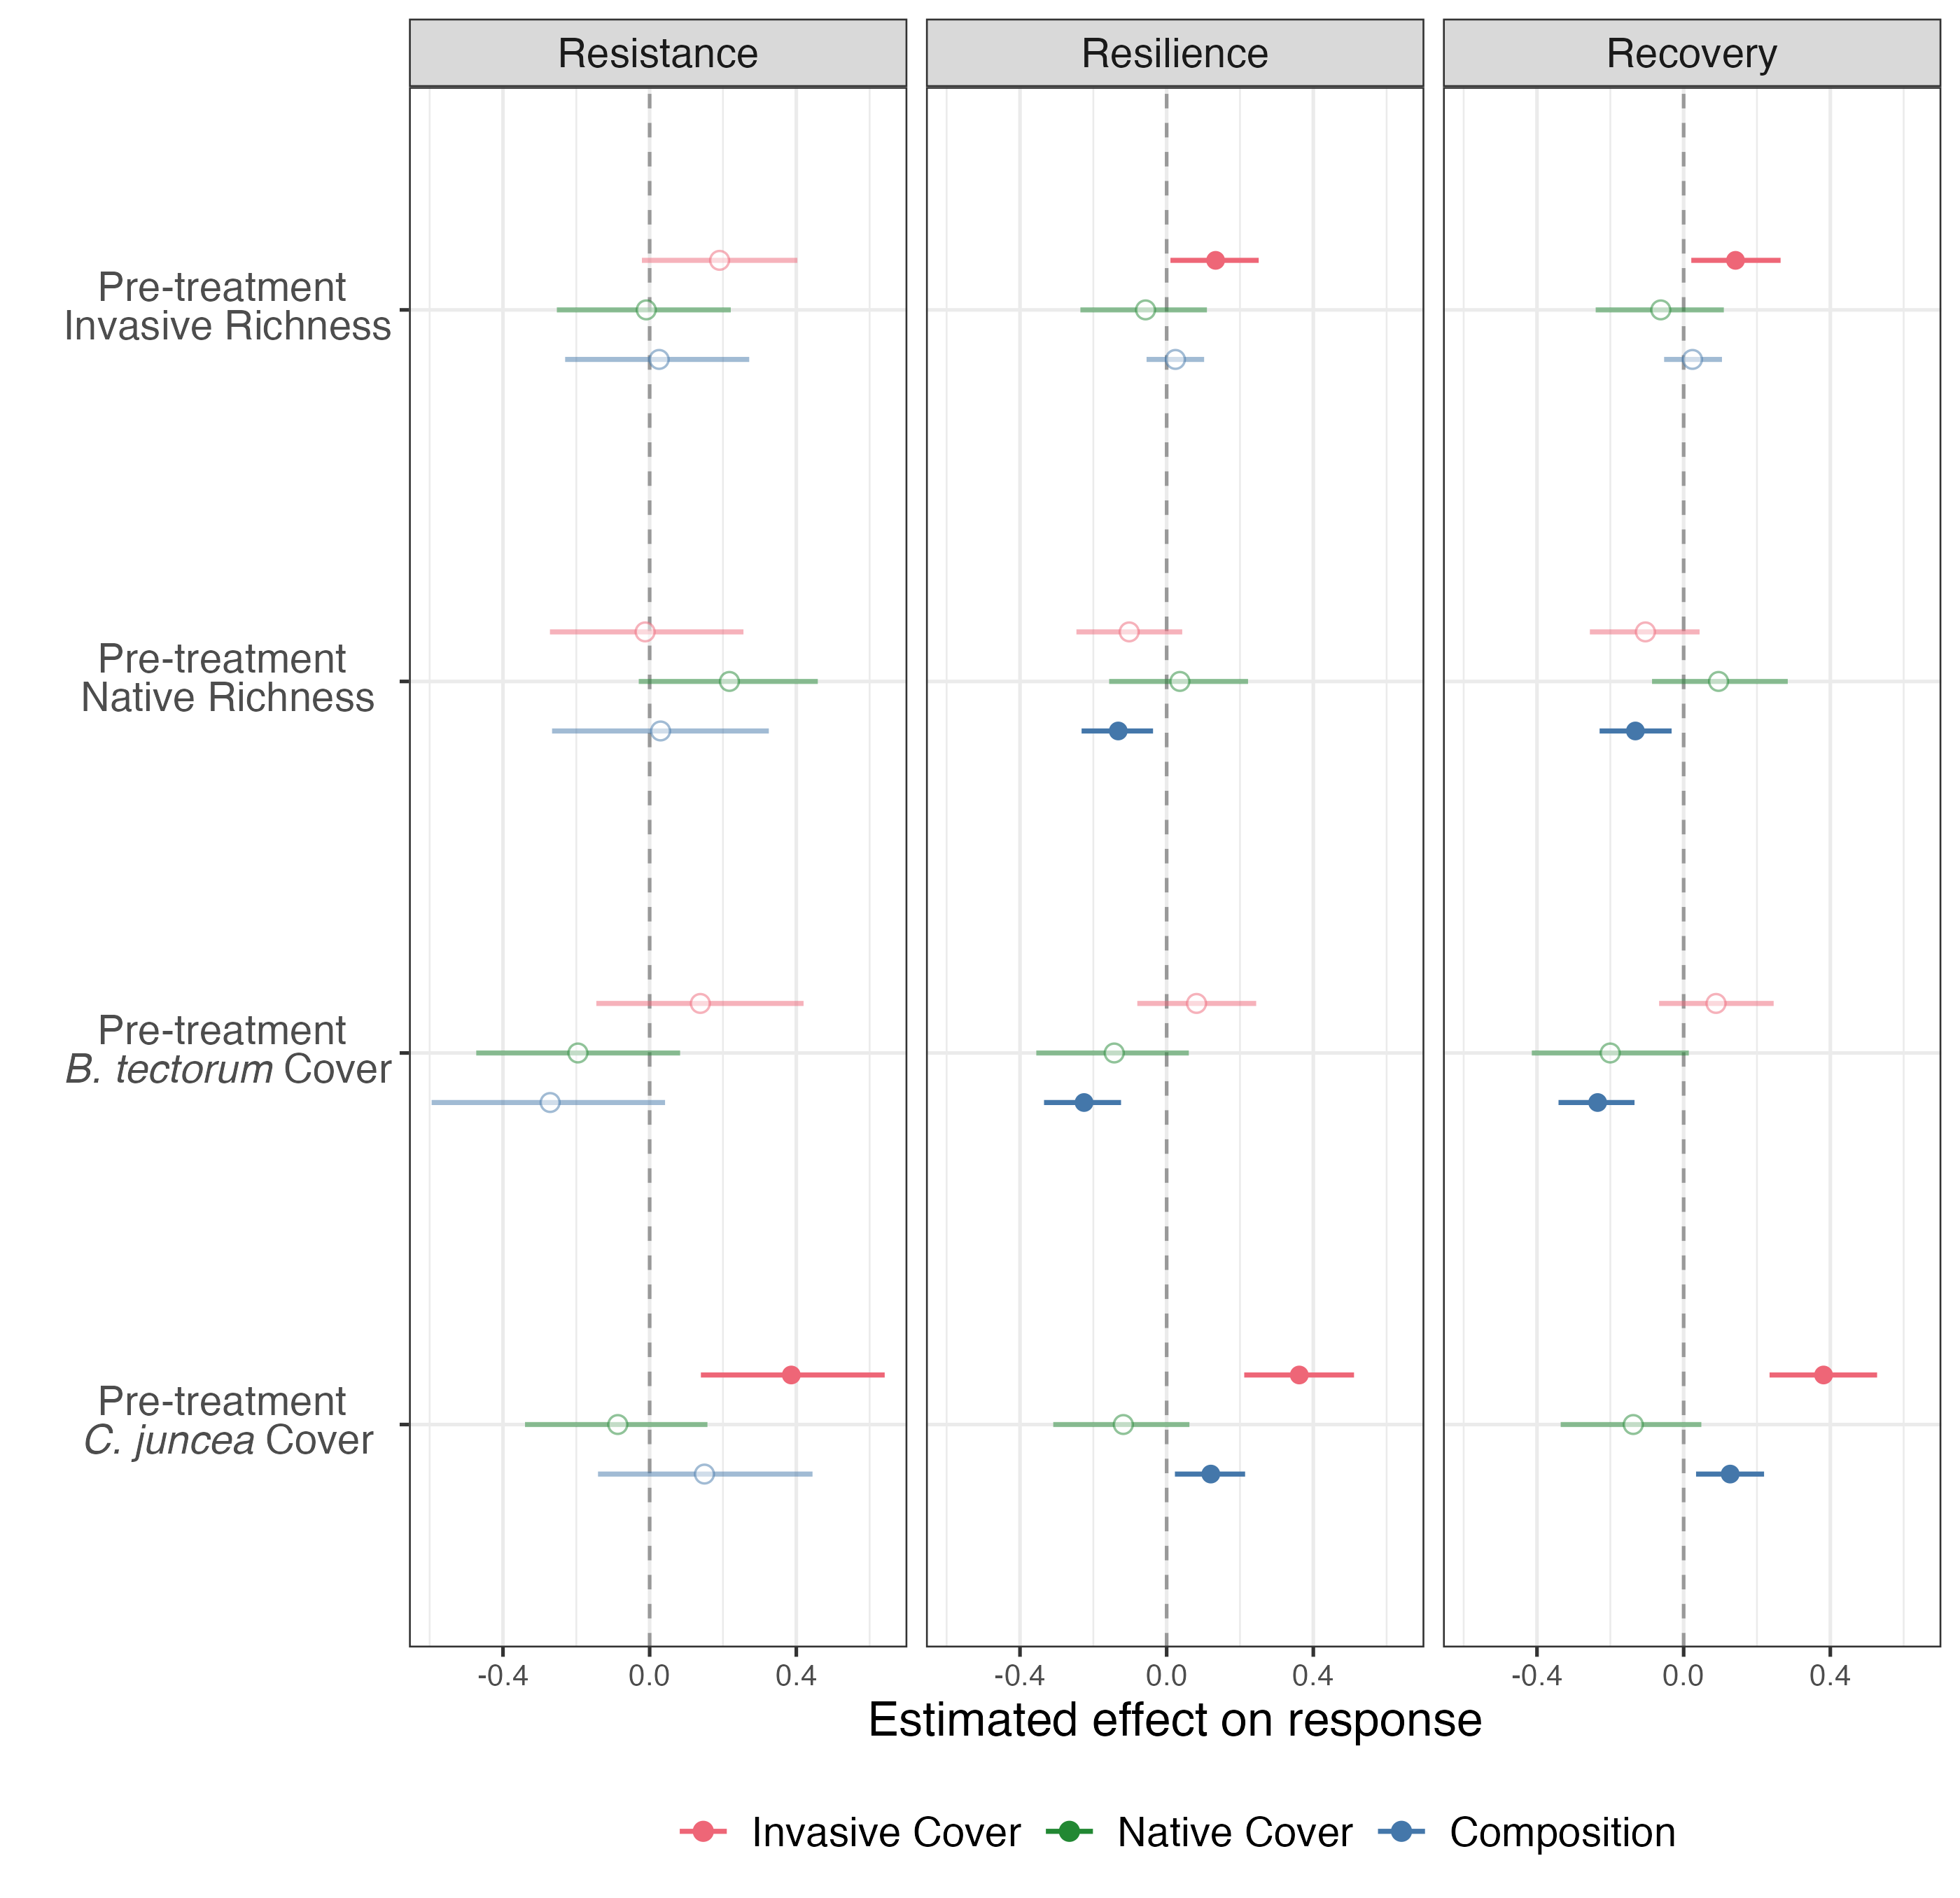 Resistance
Resilience
Recovery
Pre-treatment
Invasive Richness
Pre-treatment
Native Richness
Pre-treatment
B. tectorum Cover
Pre-treatment
C. juncea Cover
-0.4 0.0 0.4
-0.4 0.0 0.4
-0.4 0.0 0.4
Estimated effect on response
Invasive Cover
Native Cover
Composition